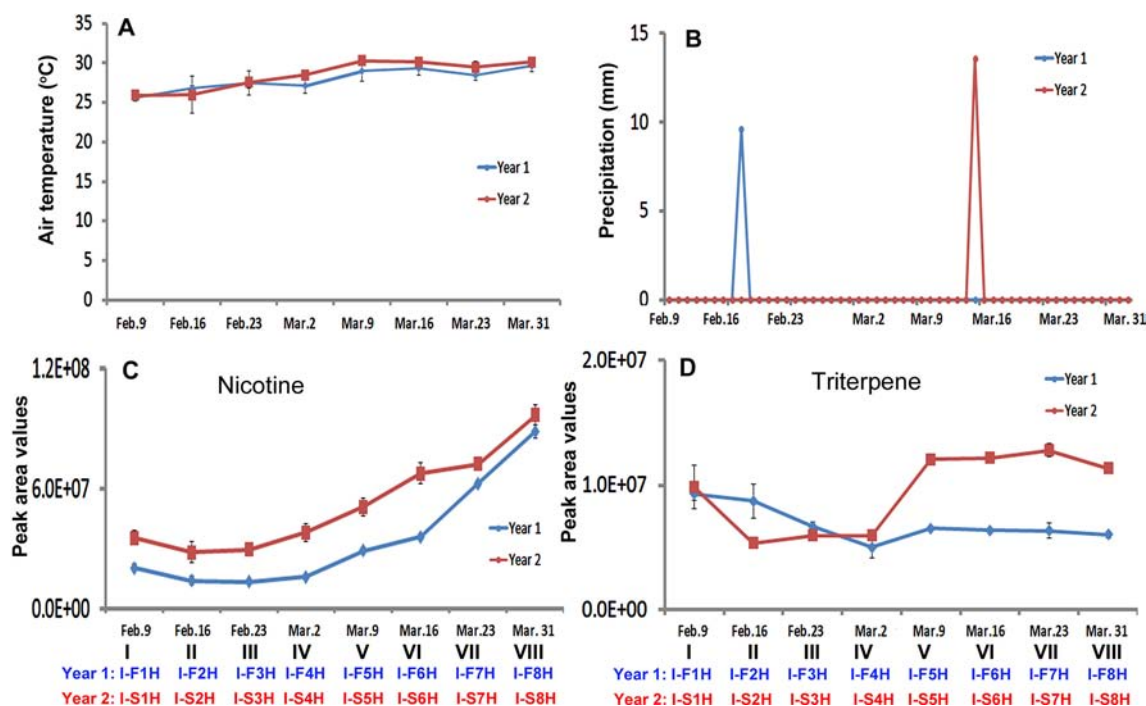 A
Air temperature (°C)
35
30
25
20
15
10
5
0
Year 1
Year 2
Feb.9 Feb.16 Feb.23 Mar.2 Mar.9 Mar.16 Mar.23 Mar. 31
B
Precipitation (mm)
15
10
5
0
Year 1
Year 2
Feb.9 Feb.16 Feb.23 Mar.2 Mar.9 Mar.16 Mar.23 Mar.31
C
Nicotine
Peak area values
1.2E+08
6.0E+07
0.0E+00
Year 1
Year 2
Feb.9 Feb.16 Feb.23 Mar.2 Mar.9 Mar.16 Mar.23 Mar. 31
I II III IV V VI VII VIII
Year 1: I-F1H I-F2H I-F3H I-F4H I-F5H I-F6H I-F7H I-F8H
Year 2: I-S1H I-S2H I-S3H I-S4H I-S5H I-S6H I-S7H I-S8H
D
Triterpene
Peak area values
2.0E+07
1.0E+07
0.0E+00
Year 1
Year 2
Feb.9 Feb.16 Feb.23 Mar.2 Mar.9 Mar.16 Mar.23 Mar. 31
I II III IV V VI VII VIII
I-F1H I-F2H I-F3H I-F4H I-F5H I-F6H I-F7H I-F8H
I-S1H I-S2H I-S3H I-S4H I-S5H I-S6H I-S7H I-S8H